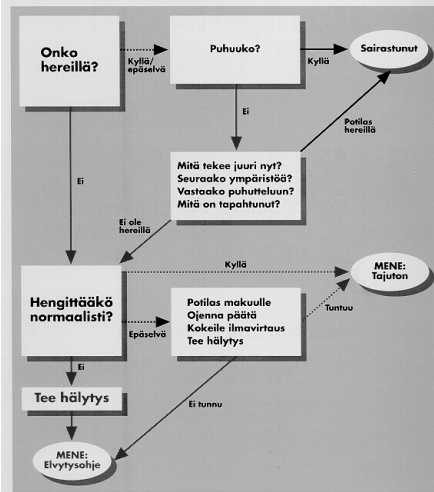 Onko
hereillä?
Kyllä/
epäselvä
Puhuuko?
Kyllä
Sairastunut
Ei
Ei
Potilas
hereillä
Mitä tekee juuri nyt?
Seuraako ympäristöä?
Vastaako puhutteluun?
Mitä on tapahtunut?
Ei ole
hereillä
Kyllä
MENE:
Tajuton
Hengittääkö
normaalisti?
Epäselvä
Potilas makuulle
Ojenna päätä
Kokeile ilmavirtaus
Tee hälytys
Tuntuu
Ei
Tee hälytys
Ei tunnu
MENE:
Elvytysohje